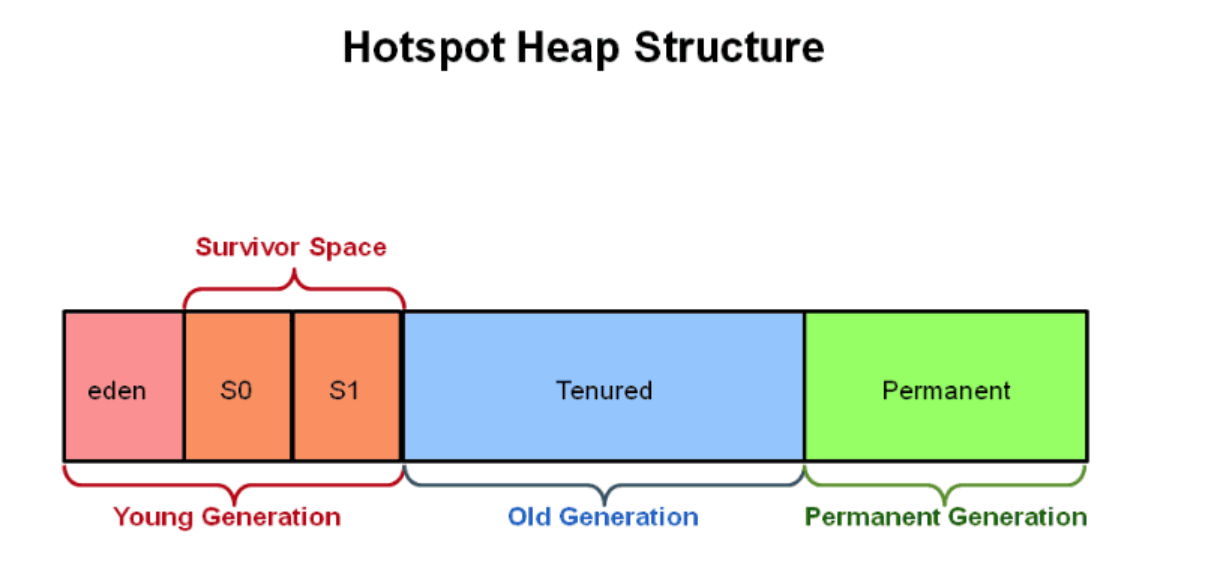 Hotspot Heap Structure
Survivor Space
eden S0 S1 Tenured Permanent
Young Generation Old Generation Permanent Generation